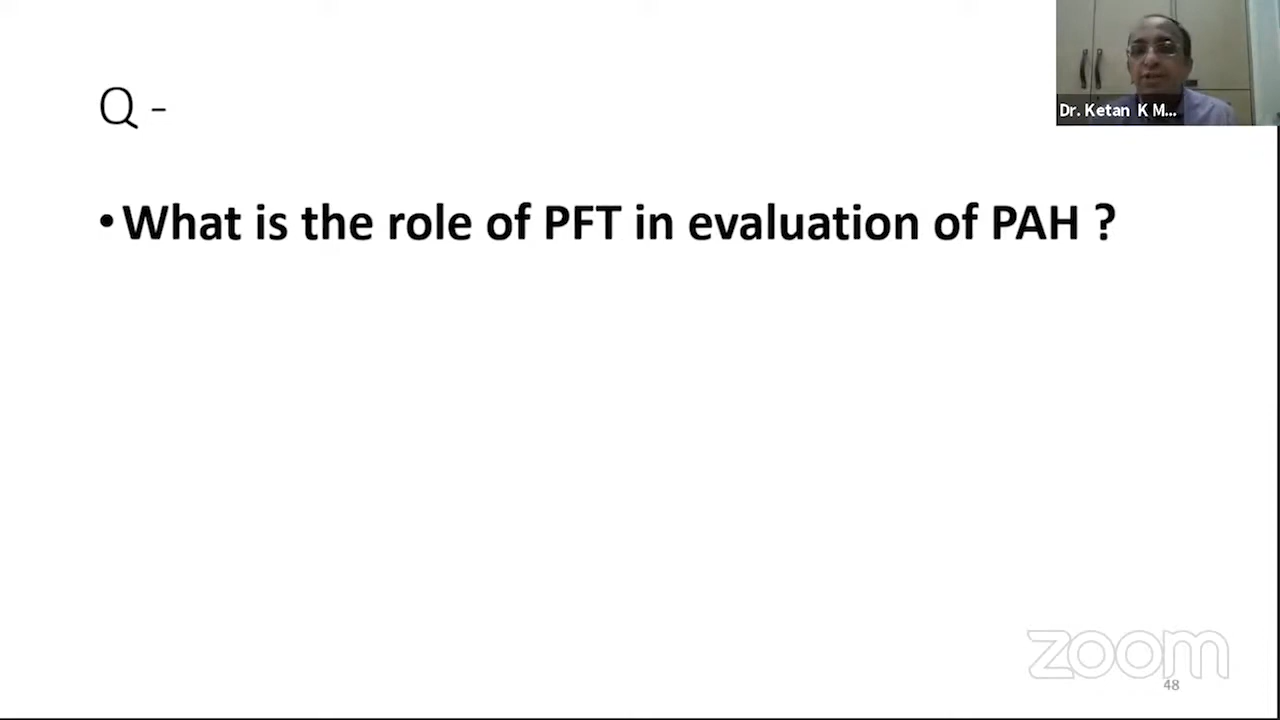 Q -
• What is the role of PFT in evaluation of PAH ?
Dr. Ketan K M...
zoom
48